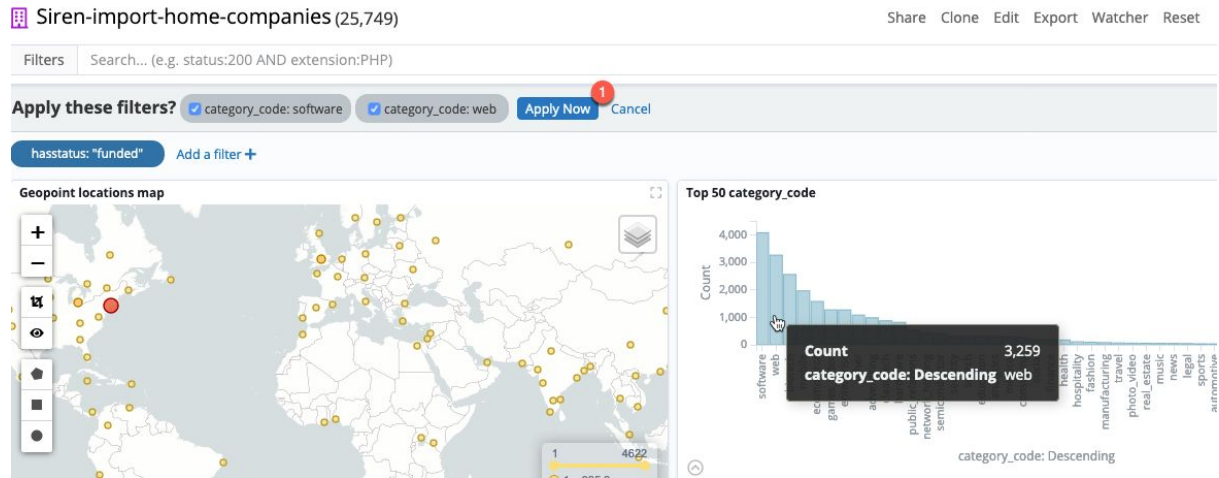 Siren-import-home-companies (25,749)
Share Clone Edit Export Watcher Reset
Filters Search... (e.g. status:200 AND extension:PHP)
Apply these filters? category_code: software category_code: web Apply Now 1 Cancel
hasstatus: "funded" Add a filter +
Geopoint locations map
+
−
1 4622
Top 50 category_code
Count
4,000
3,000
2,000
1,000
0
Count 3,259
category_code: Descending web
software
web
health
hospitality
fashion
manufacturing
travel
photo_video
real_estate
music
news
legal
sports
automotive
category_code: Descending